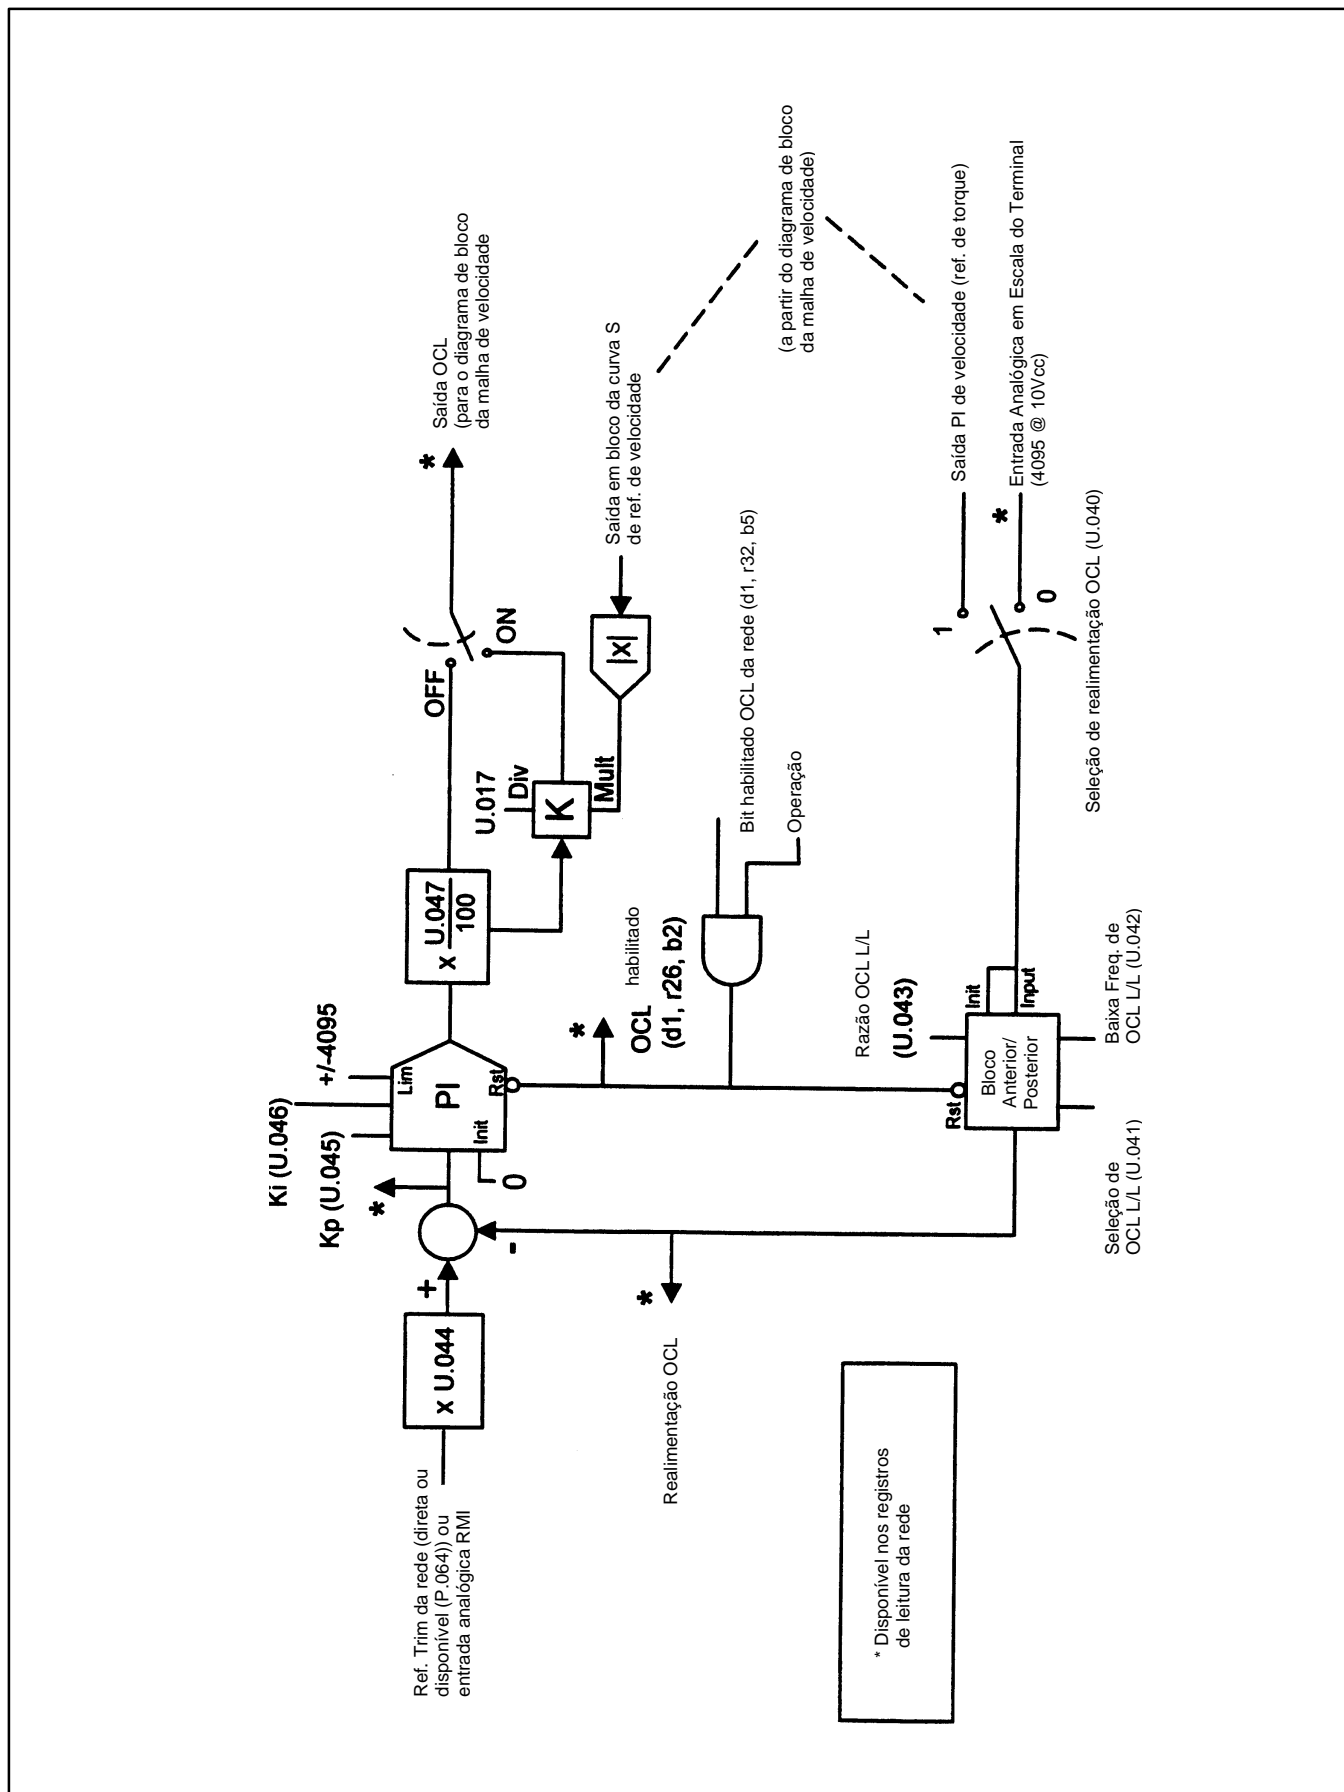 Ref. Trim da rede (direta ou
disponível (P.064)) ou
entrada analógica RMI
x U.044
+
-
*
Kp (U.045)
Ki (U.046)
+/-4095
Lim
PI
Init
Rst
0
x U.047
100
OFF
ON
*
Saída OCL
(para o diagrama de bloco
da malha de velocidade
U.017
Div
K
Mult
|x|
Saída em bloco da curva S
de ref. de velocidade
(a partir do diagrama de bloco
da malha de velocidade)
*
OCL habilitado
(d1, r26, b2)
Bit habilitado OCL da rede (d1, r32, b5)
Operação
Realimentação OCL
*
Razão OCL L/L
(U.043)
Rst
Bloco
Anterior/
Posterior
Init
Input
Seleção de
OCL L/L (U.041)
Baixa Freq. de
OCL L/L (U.042)
1
0
Saída PI de velocidade (ref. de torque)
*
Entrada Analógica em Escala do Terminal
(4095 @ 10Vcc)
Seleção de realimentação OCL (U.040)
* Disponível nos registros
de leitura da rede